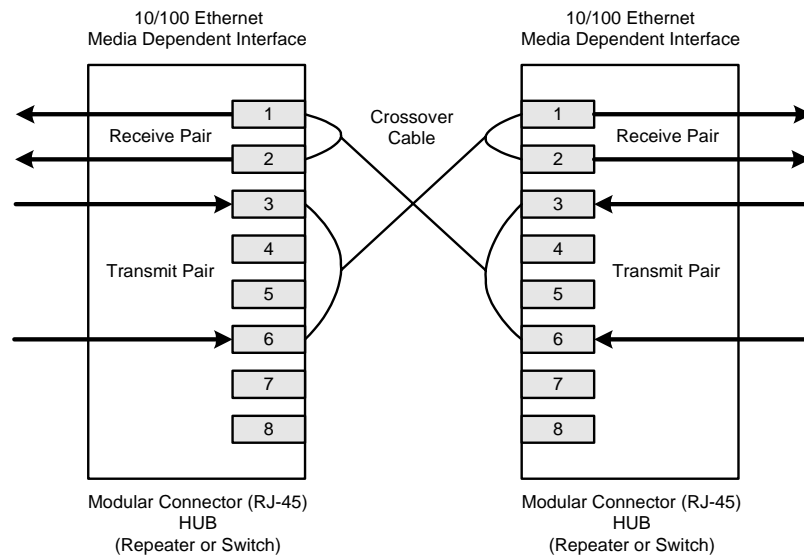 10/100 Ethernet
Media Dependent Interface
10/100 Ethernet
Media Dependent Interface
1
Receive Pair
2
3
4
Transmit Pair
5
6
7
8
Crossover
Cable
1
Receive Pair
2
3
4
Transmit Pair
5
6
7
8
Modular Connector (RJ-45)
HUB
(Repeater or Switch)
Modular Connector (RJ-45)
HUB
(Repeater or Switch)